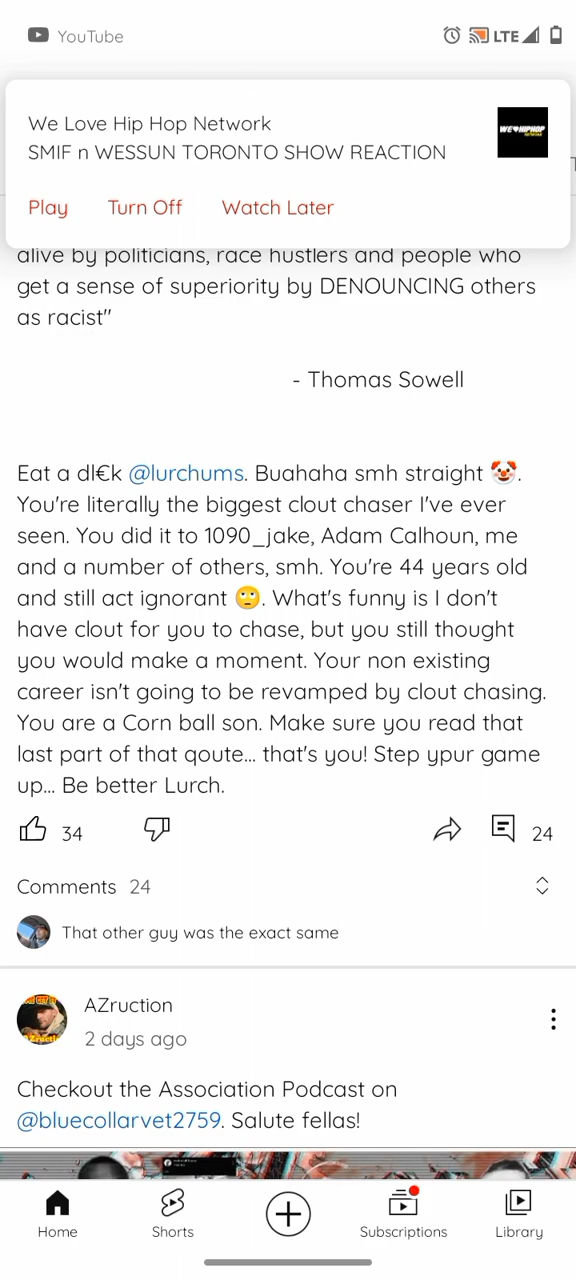 YouTube
LTE
We Love Hip Hop Network
SMIF n WESSUN TORONTO SHOW REACTION
WE HIPHOP
Play Turn Off Watch Later
alive by politicians, race hustlers and people who
get a sense of superiority by DENOUNCING others
as racist"
- Thomas Sowell
Eat a dl€k @lurchums. Buahaha smh straight 🤡.
You're literally the biggest clout chaser I've ever
seen. You did it to 1090_jake, Adam Calhoun, me
and a number of others, smh. You're 44 years old
and still act ignorant 🙄. What's funny is I don't
have clout for you to chase, but you still thought
you would make a moment. Your non existing
career isn't going to be revamped by clout chasing.
You are a Corn ball son. Make sure you read that
last part of that qoute... that's you! Step ypur game
up... Be better Lurch.
34 24
Comments 24
That other guy was the exact same
AZruction
2 days ago
Checkout the Association Podcast on
@bluecollarvet2759. Salute fellas!
Home Shorts Subscriptions Library